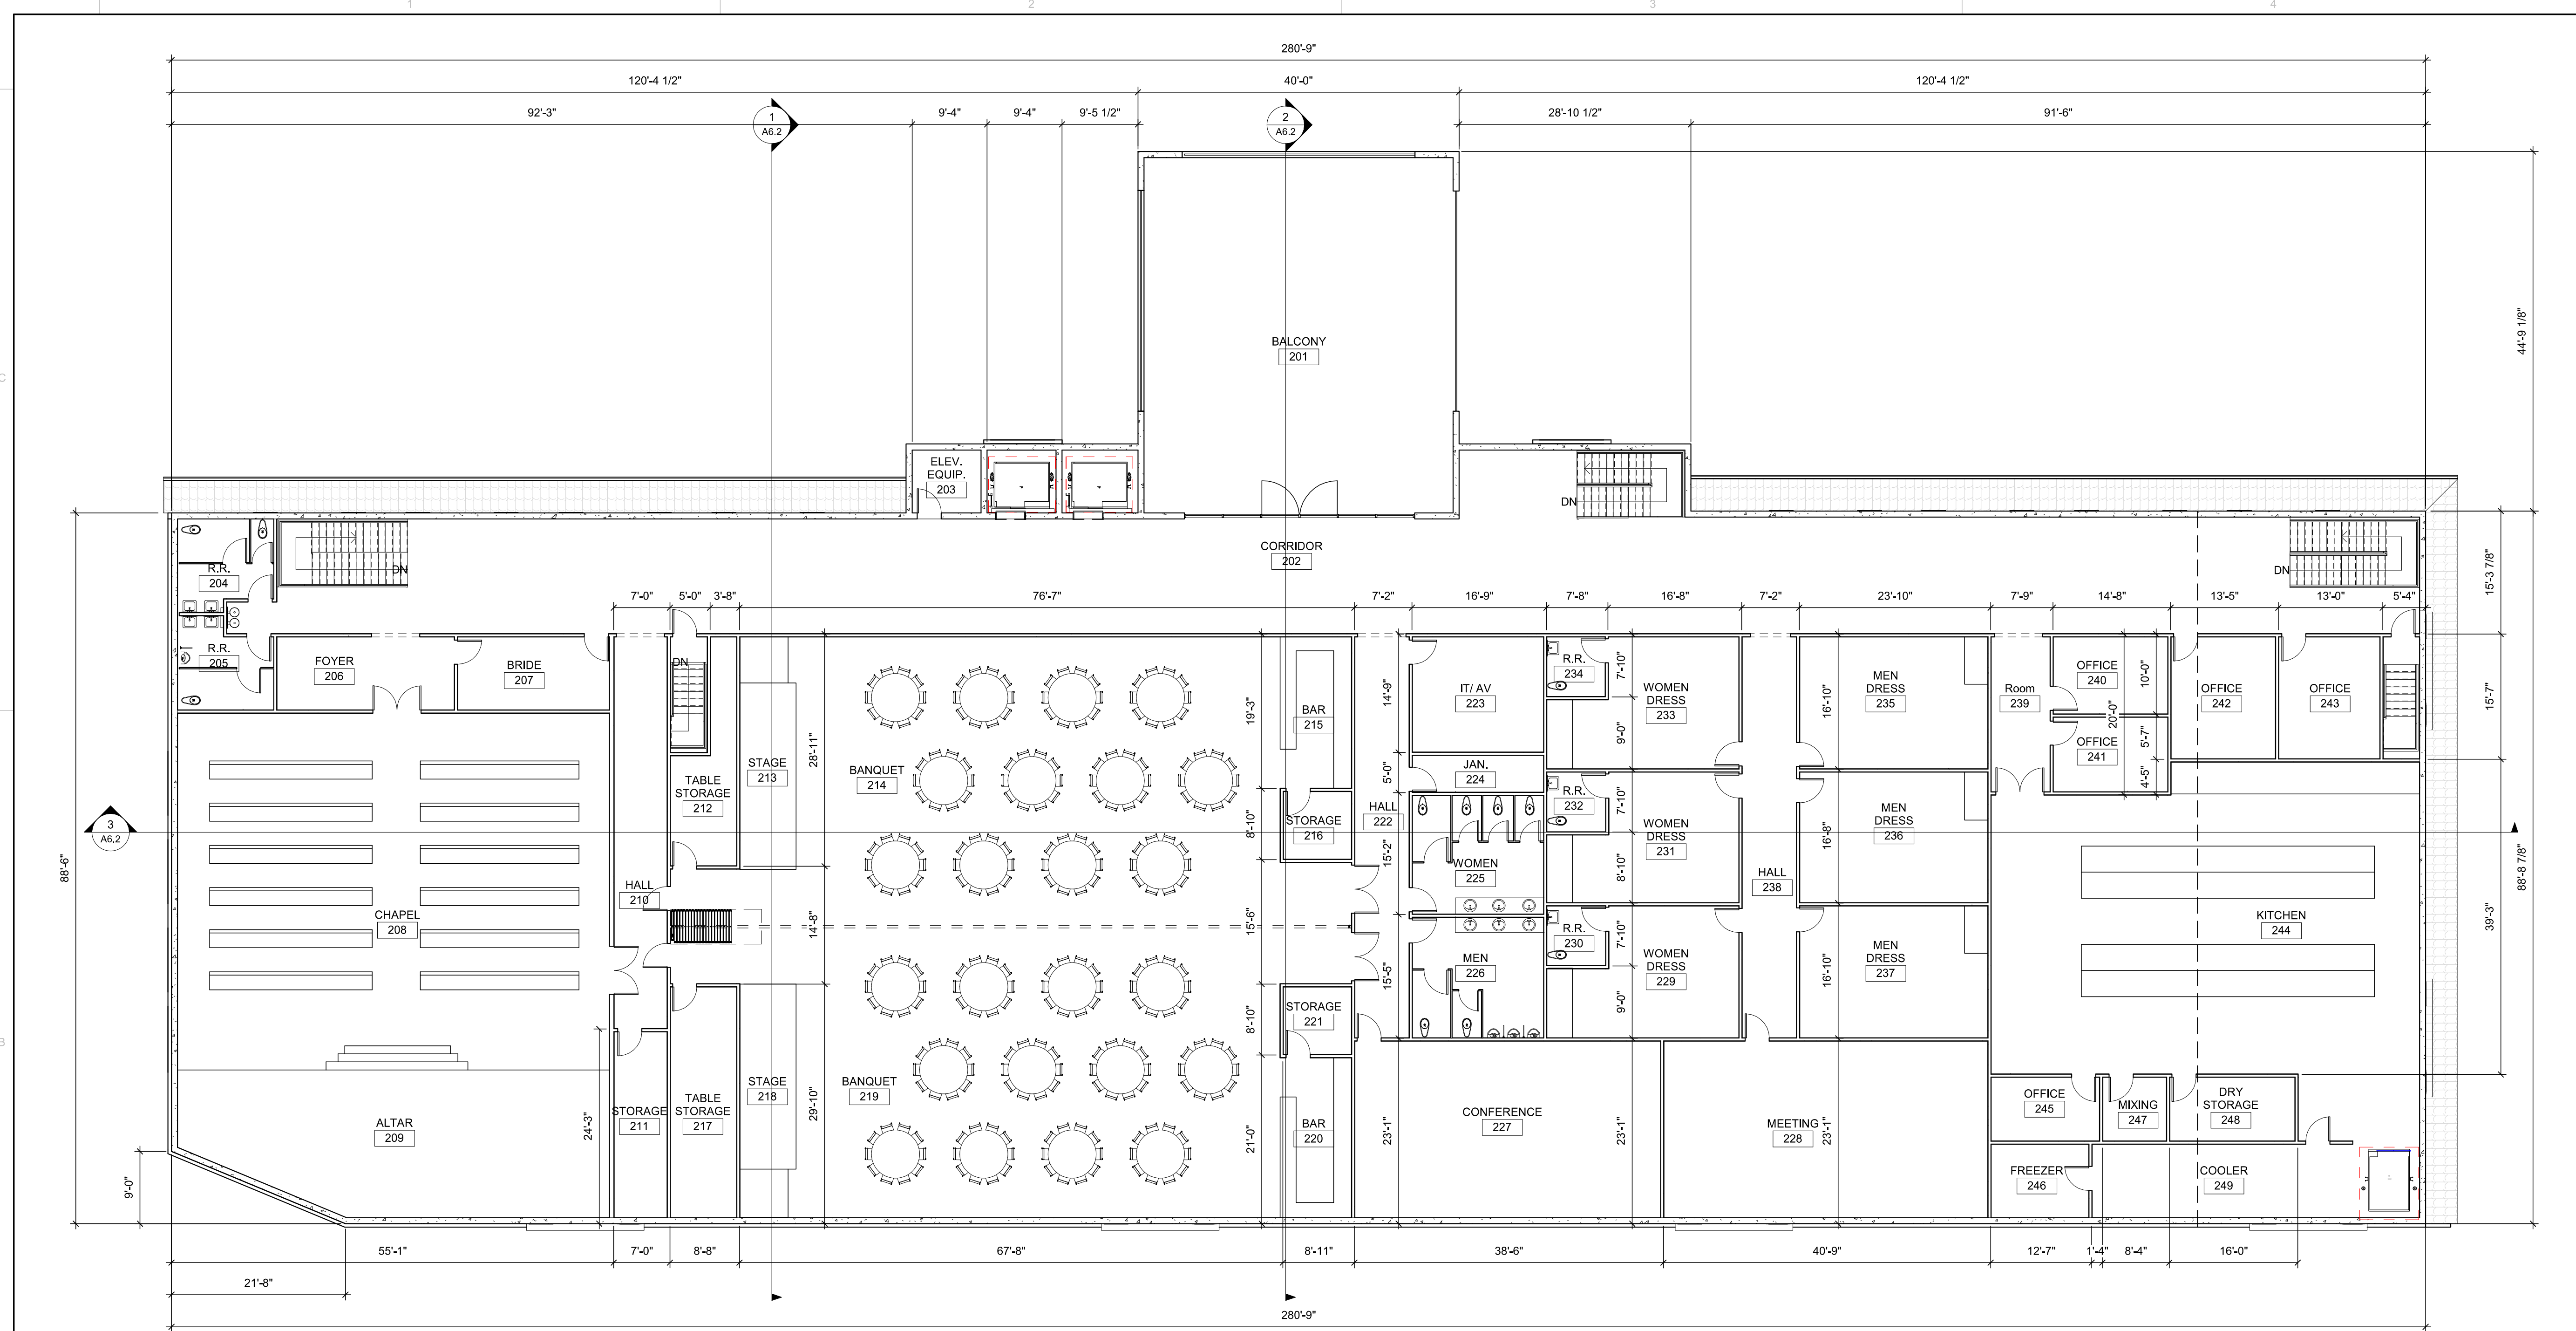 1
2
3
4
280'-9"
120'-4 1/2"
40'-0"
120'-4 1/2"
92'-3"
1
A6.2
9'-4"
9'-4"
9'-5 1/2"
2
A6.2
28'-10 1/2"
91'-6"
44'-9 1/8"
C
BALCONY
201
ELEV.
EQUIP.
203
DN
CORRIDOR
202
DN
R.R.
204
DN
15'-3 7/8"
7'-0"
5'-0"
3'-8"
76'-7"
7'-2"
16'-9"
7'-8"
16'-8"
7'-2"
23'-10"
7'-9"
14'-8"
13'-5"
13'-0"
5'-4"
R.R.
205
FOYER
206
BRIDE
207
DN
R.R.
234
7'-10"
WOMEN
DRESS
233
MEN
DRESS
235
Room
239
OFFICE
240
10'-0"
OFFICE
242
OFFICE
243
15'-7"
IT/ AV
223
14'-9"
BAR
215
19'-3"
16'-10"
20'-0"
9'-0"
OFFICE
241
5'-7"
4'-5"
28'-11"
STAGE
213
BANQUET
214
TABLE
STORAGE
212
JAN.
224
5'-0"
R.R.
232
7'-10"
HALL
222
STORAGE
216
8'-10"
WOMEN
DRESS
231
MEN
DRESS
236
16'-8"
3
A6.2
88'-6"
15'-2"
WOMEN
225
8'-10"
HALL
238
88'-8 7/8"
39'-3"
HALL
210
CHAPEL
208
14'-8"
15'-6"
KITCHEN
244
R.R.
230
7'-10"
MEN
226
15'-5"
WOMEN
DRESS
229
MEN
DRESS
237
16'-10"
9'-0"
STORAGE
221
8'-10"
B
STAGE
218
BANQUET
219
29'-10"
TABLE
STORAGE
217
STORAGE
211
24'-3"
ALTAR
209
21'-0"
BAR
220
23'-1"
CONFERENCE
227
23'-1"
MEETING
228
23'-1"
OFFICE
245
MIXING
247
DRY
STORAGE
248
FREEZER
246
COOLER
249
9'-0"
55'-1"
7'-0"
8'-8"
67'-8"
8'-11"
38'-6"
40'-9"
12'-7"
1'-4"
8'-4"
16'-0"
21'-8"
280'-9"